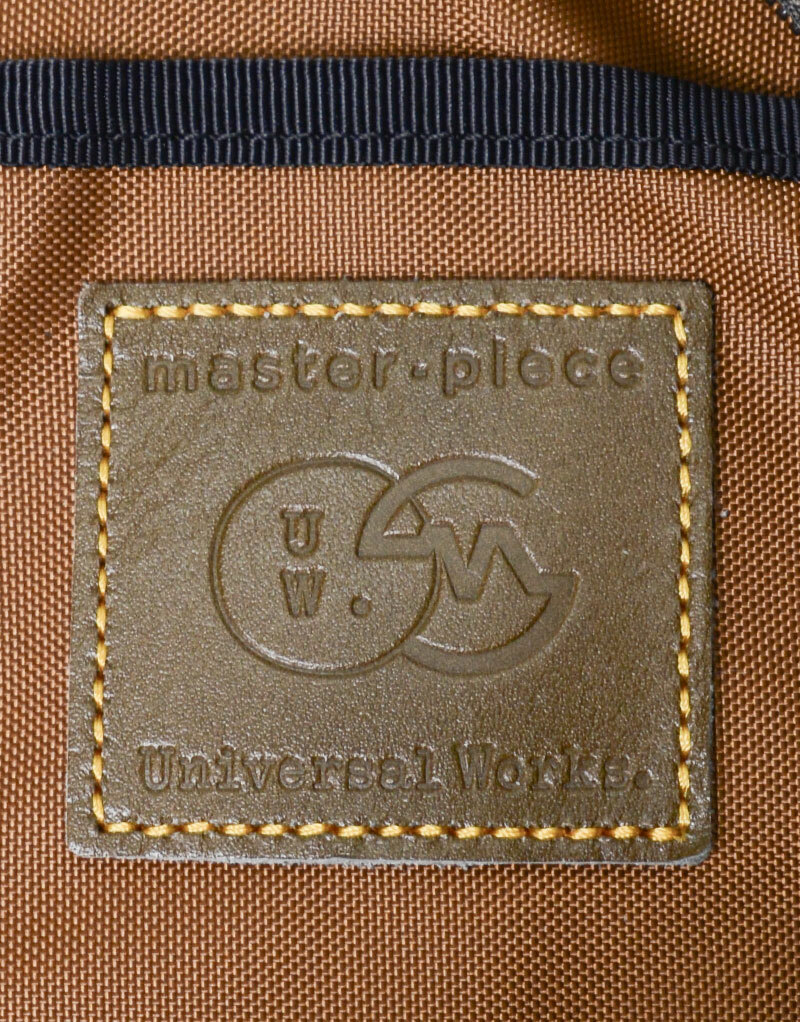 master-piece
U
W.
M
Universal Works.